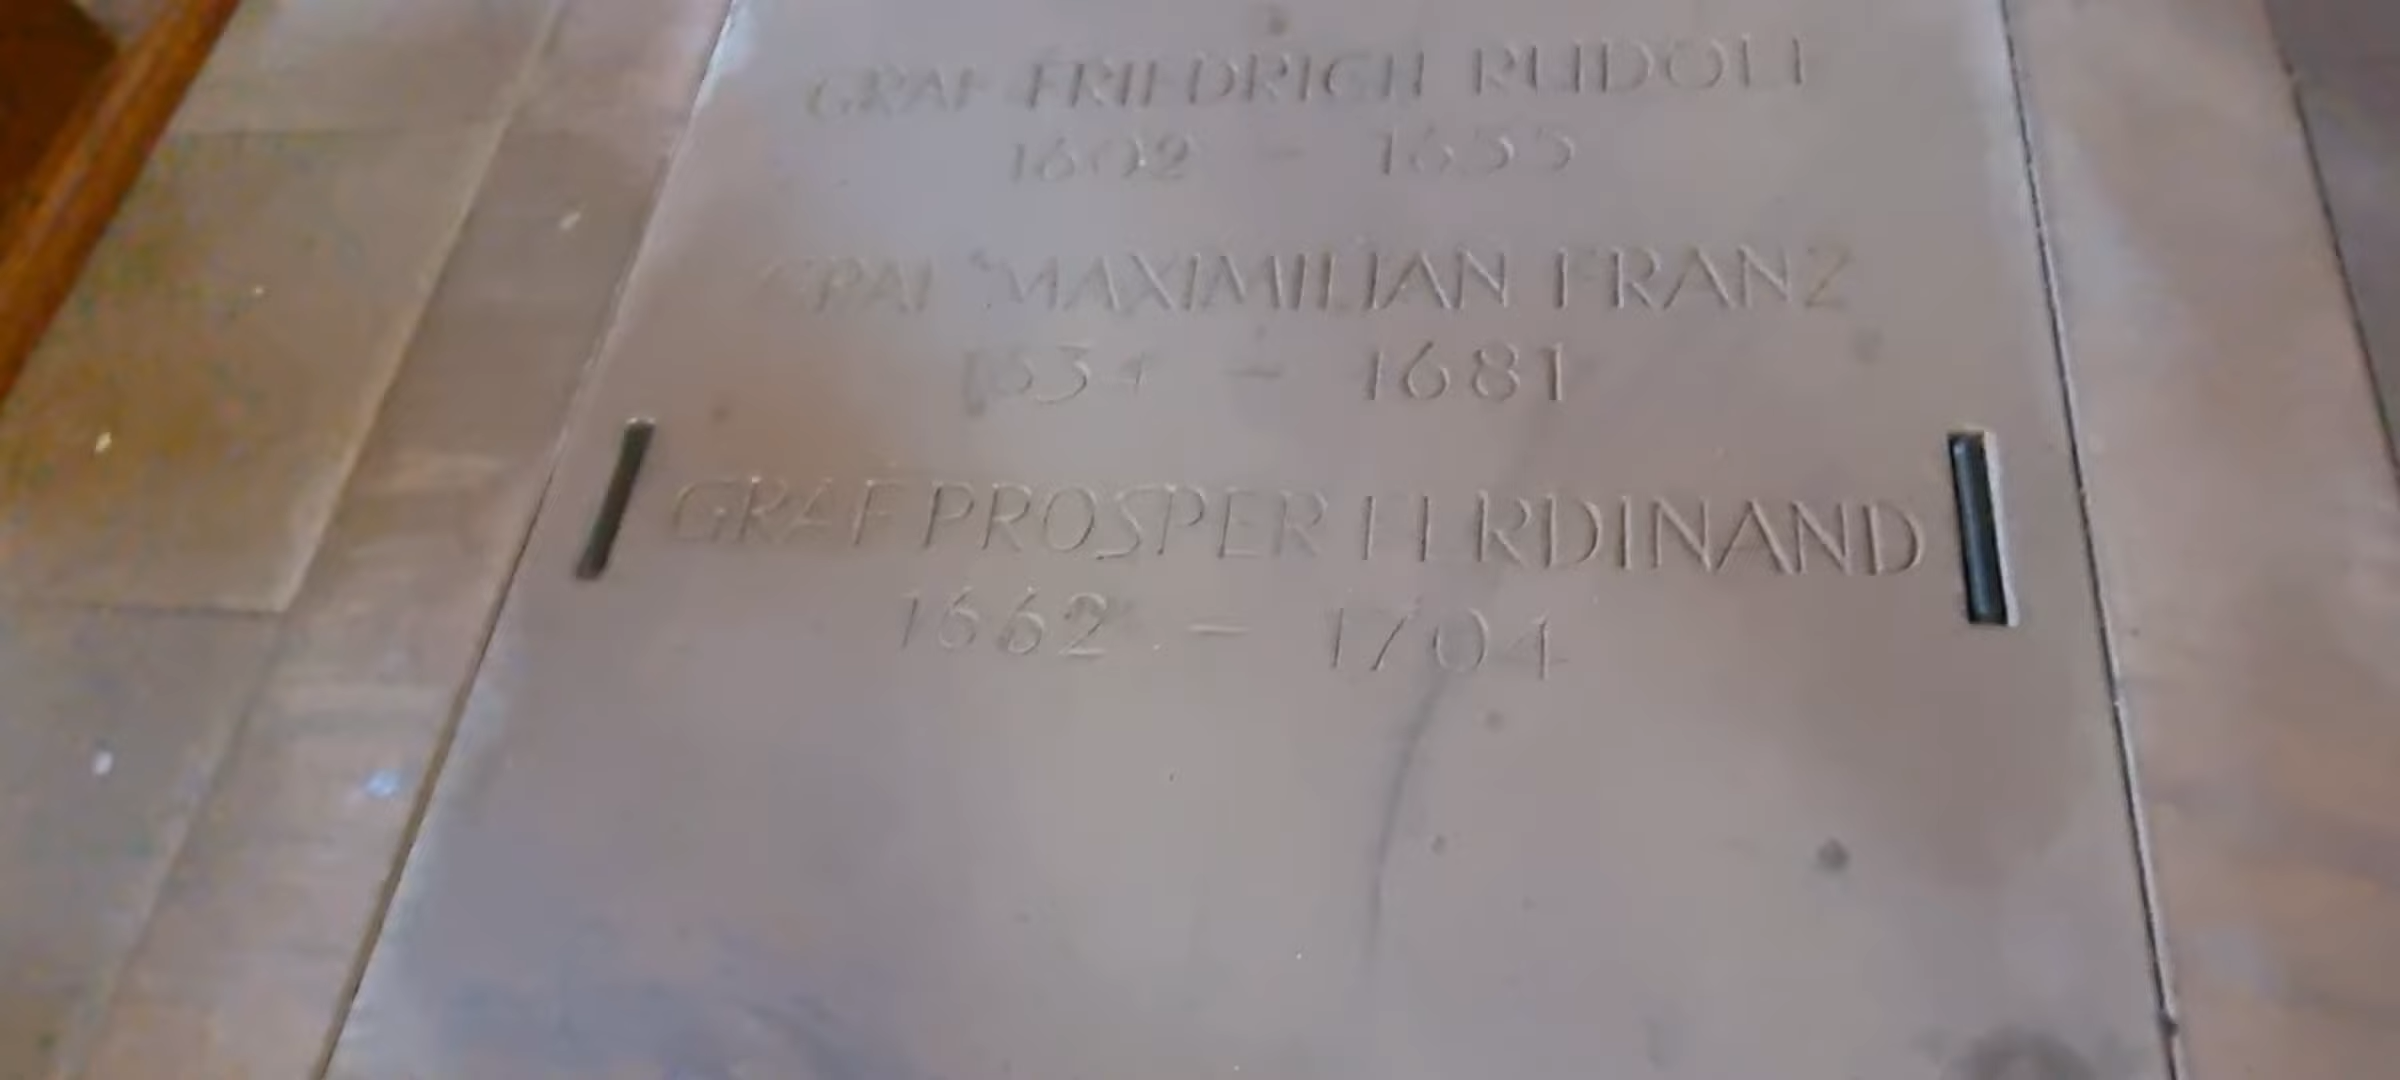 GRAF FRIEDRICH RUDOLF
1602 - 1655
GRAF MAXIMILIAN FRANZ
1634 - 1681
GRAF PROSPER FERDINAND
1662 - 1704